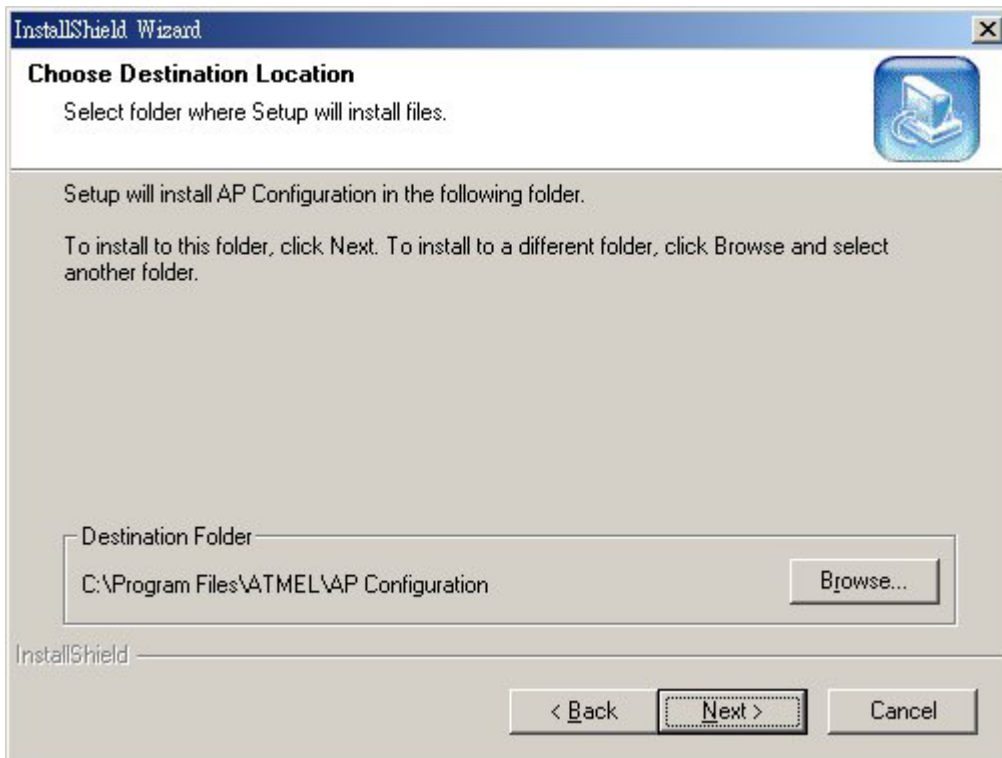 InstallShield Wizard
Choose Destination Location
Select folder where Setup will install files.
Setup will install AP Configuration in the following folder.
To install to this folder, click Next. To install to a different folder, click Browse and select
another folder.
Destination Folder
C:\Program Files\ATMEL\AP Configuration
Browse...
InstallShield
< Back
Next >
Cancel